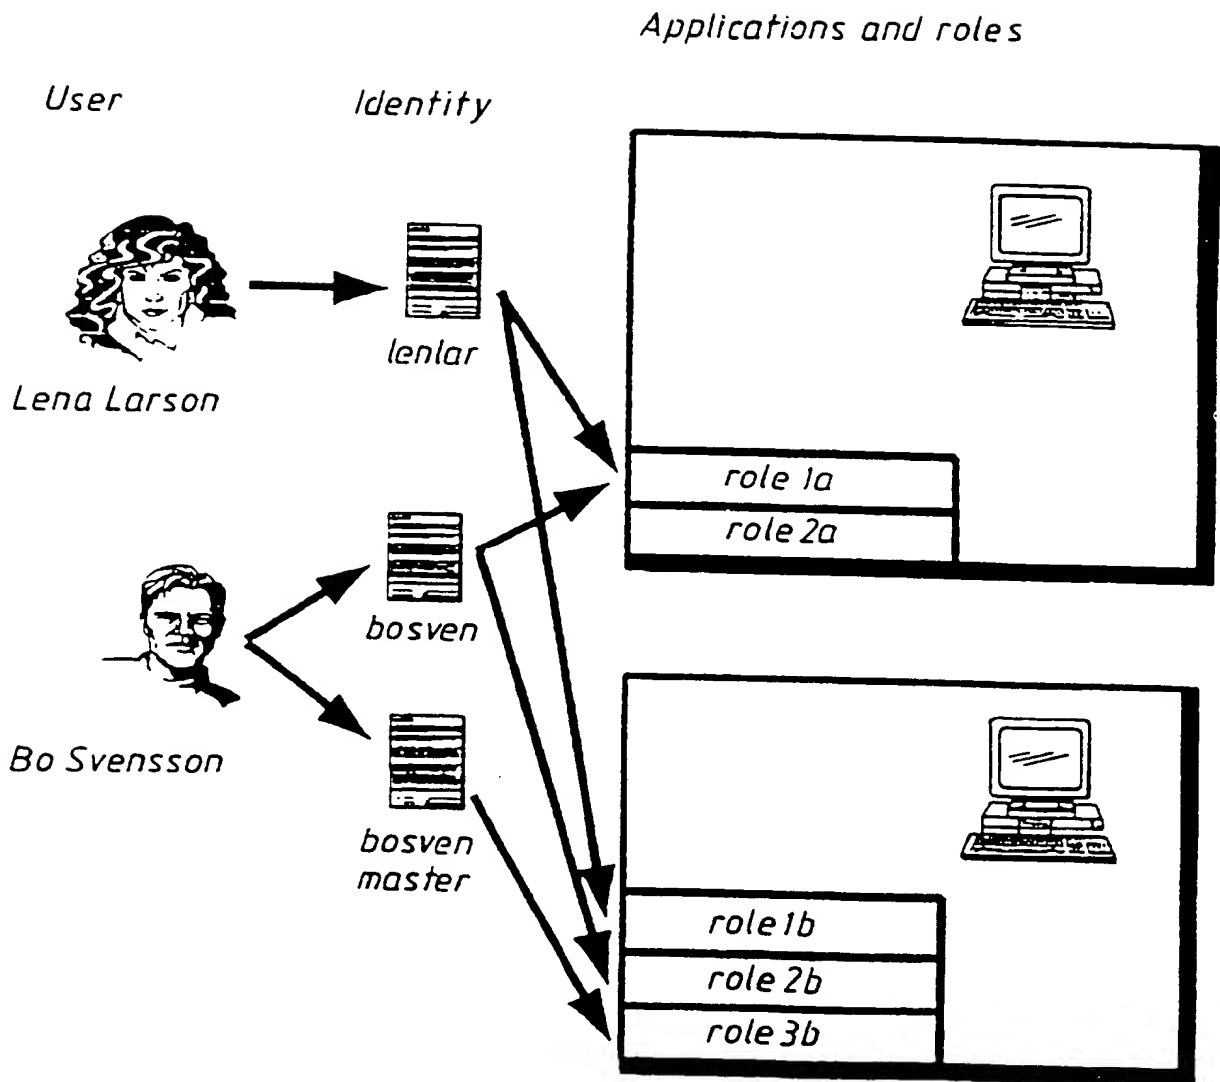 Applications and roles
User
Identity
lenlar
Lena Larson
role 1a
role 2a
bosven
Bo Svensson
bosven
master
role 1b
role 2b
role 3b